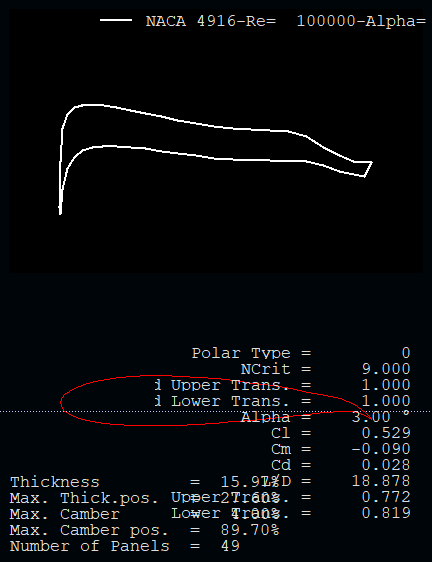 NACA 4916-Re=  100000-Alpha=
Polar Type = 0
NCrit = 9.000
d Upper Trans. = 1.000
d Lower Trans. = 1.000
Alpha = 3.00 °
Cl = 0.529
Cm = -0.090
Cd = 0.028
Thickness = 15.97%
L/D = 18.878
Max. Thick.pos. = 27.60%
Upper Trans. = 0.772
Max. Camber =
Lower Trans. = 0.819
Max. Camber pos. = 89.70%
Number of Panels = 49